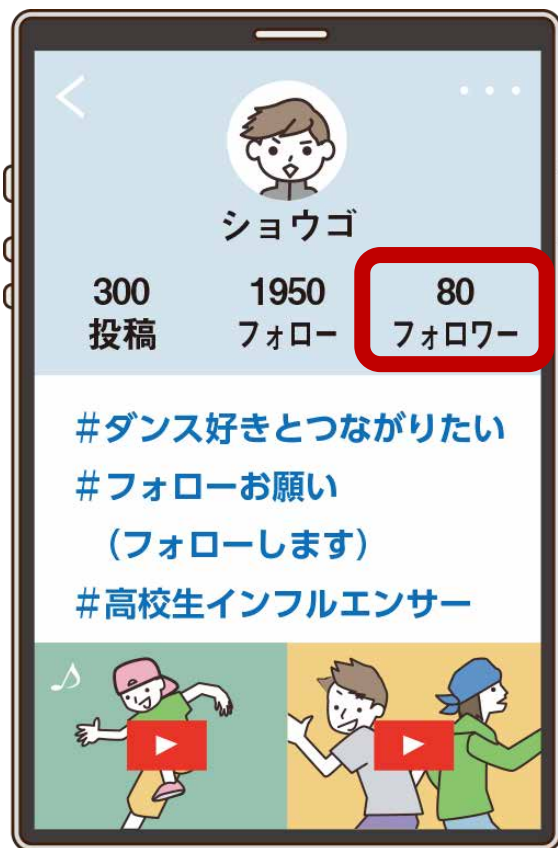 ショウゴ
300 1950 80
投稿 フォロー フォロワー
#ダンス好きとつながりたい
#フォローお願い
(フォローします)
#高校生インフルエンサー